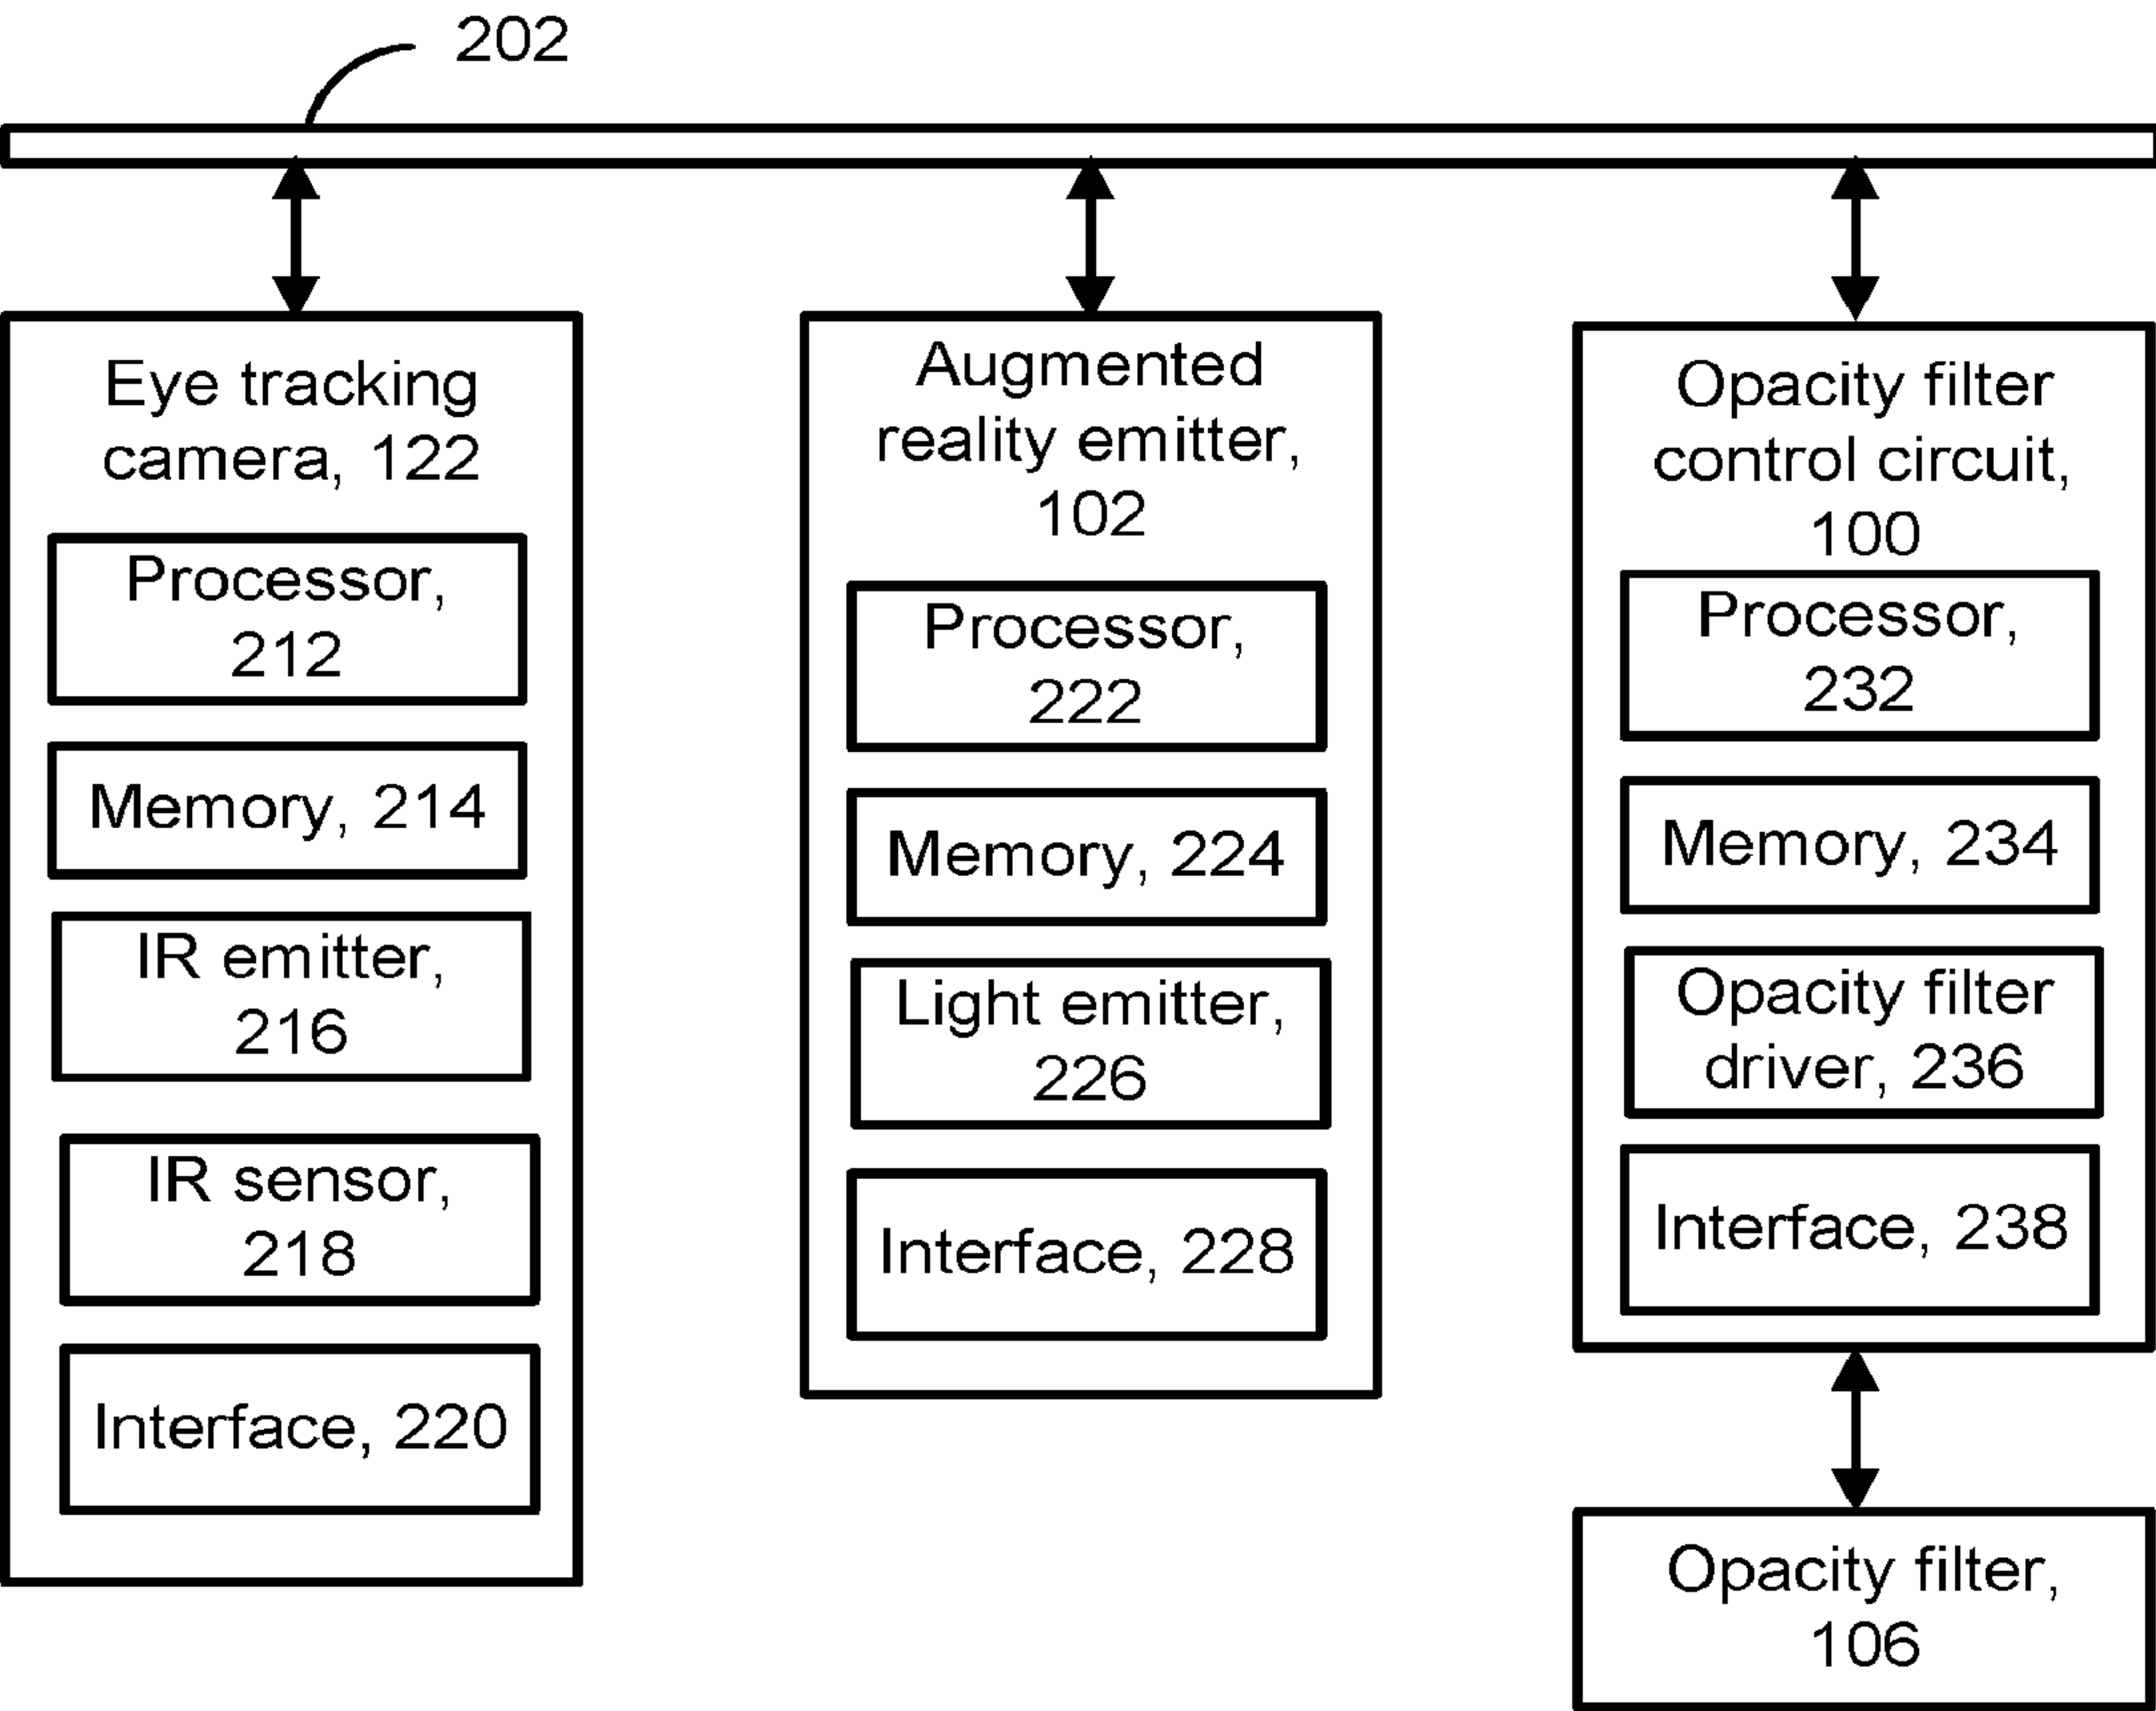 202
Eye tracking
camera, 122
Processor,
212
Memory, 214
IR emitter,
216
IR sensor,
218
Interface, 220
Augmented
reality emitter,
102
Processor,
222
Memory, 224
Light emitter,
226
Interface, 228
Opacity filter
control circuit,
100
Processor,
232
Memory, 234
Opacity filter
driver, 236
Interface, 238
Opacity filter,
106